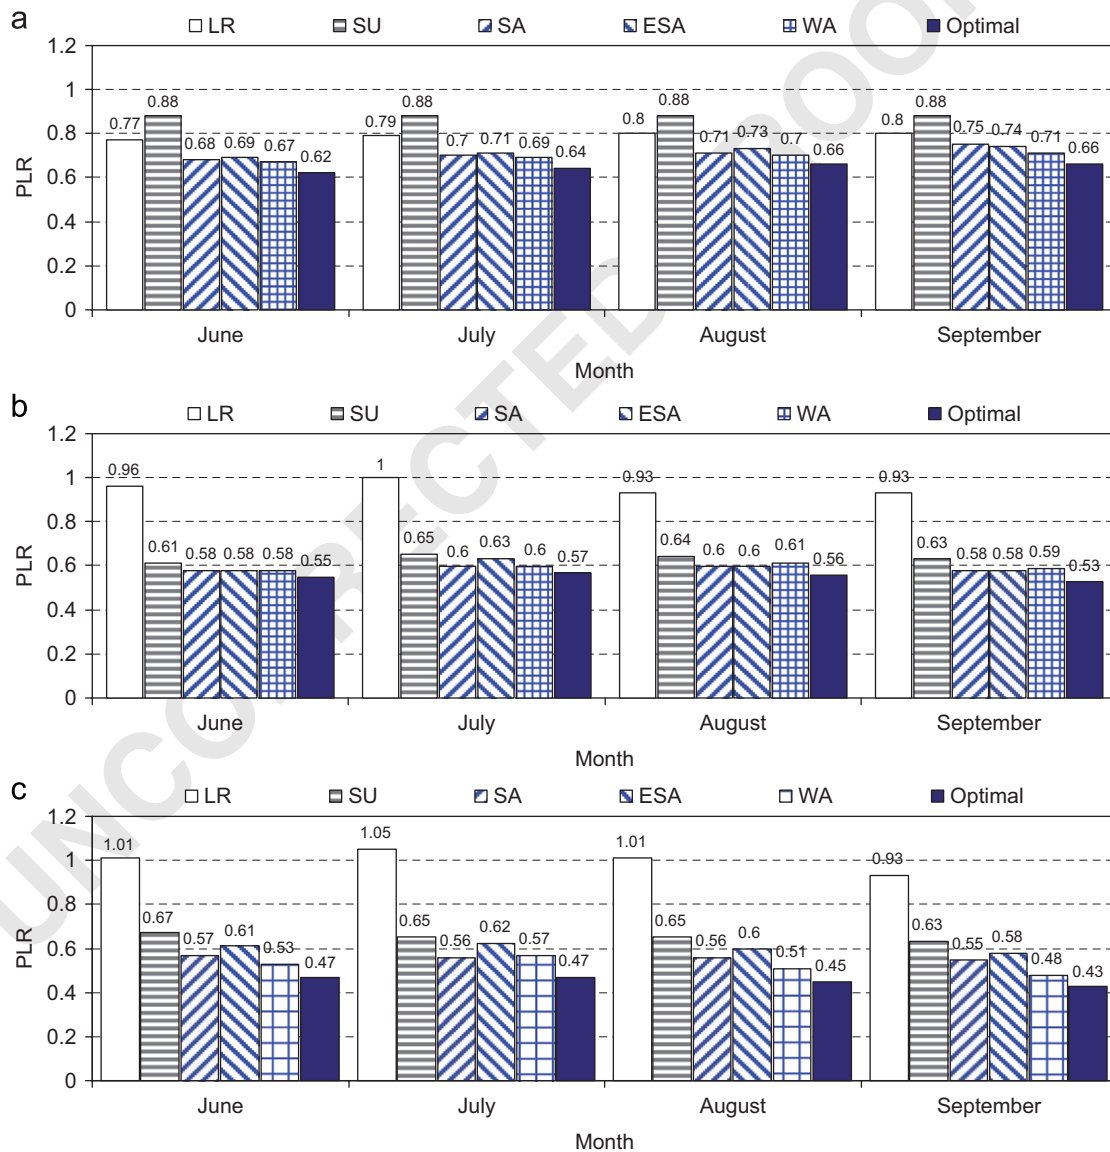 a
LR SU SA ESA WA Optimal
1.2
1
0.8
0.6
0.4
0.2
0
PLR
0.77 0.88 0.68 0.69 0.67 0.62
0.79 0.88 0.7 0.71 0.69 0.64
0.8 0.88 0.71 0.73 0.7 0.66
0.8 0.88 0.75 0.74 0.71 0.66
June July August September
Month
b
LR SU SA ESA WA Optimal
1.2
1
0.8
0.6
0.4
0.2
0
PLR
0.96 0.61 0.58 0.58 0.58 0.55
1 0.65 0.6 0.63 0.6 0.57
0.93 0.64 0.6 0.6 0.61 0.56
0.93 0.63 0.58 0.58 0.59 0.53
June July August September
Month
c
LR SU SA ESA WA Optimal
1.2
1
0.8
0.6
0.4
0.2
0
PLR
1.01 0.67 0.57 0.61 0.53 0.47
1.05 0.65 0.56 0.62 0.57 0.47
1.01 0.65 0.56 0.6 0.51 0.45
0.93 0.63 0.55 0.58 0.48 0.43
June July August September
Month
UNCORRECTED PROO